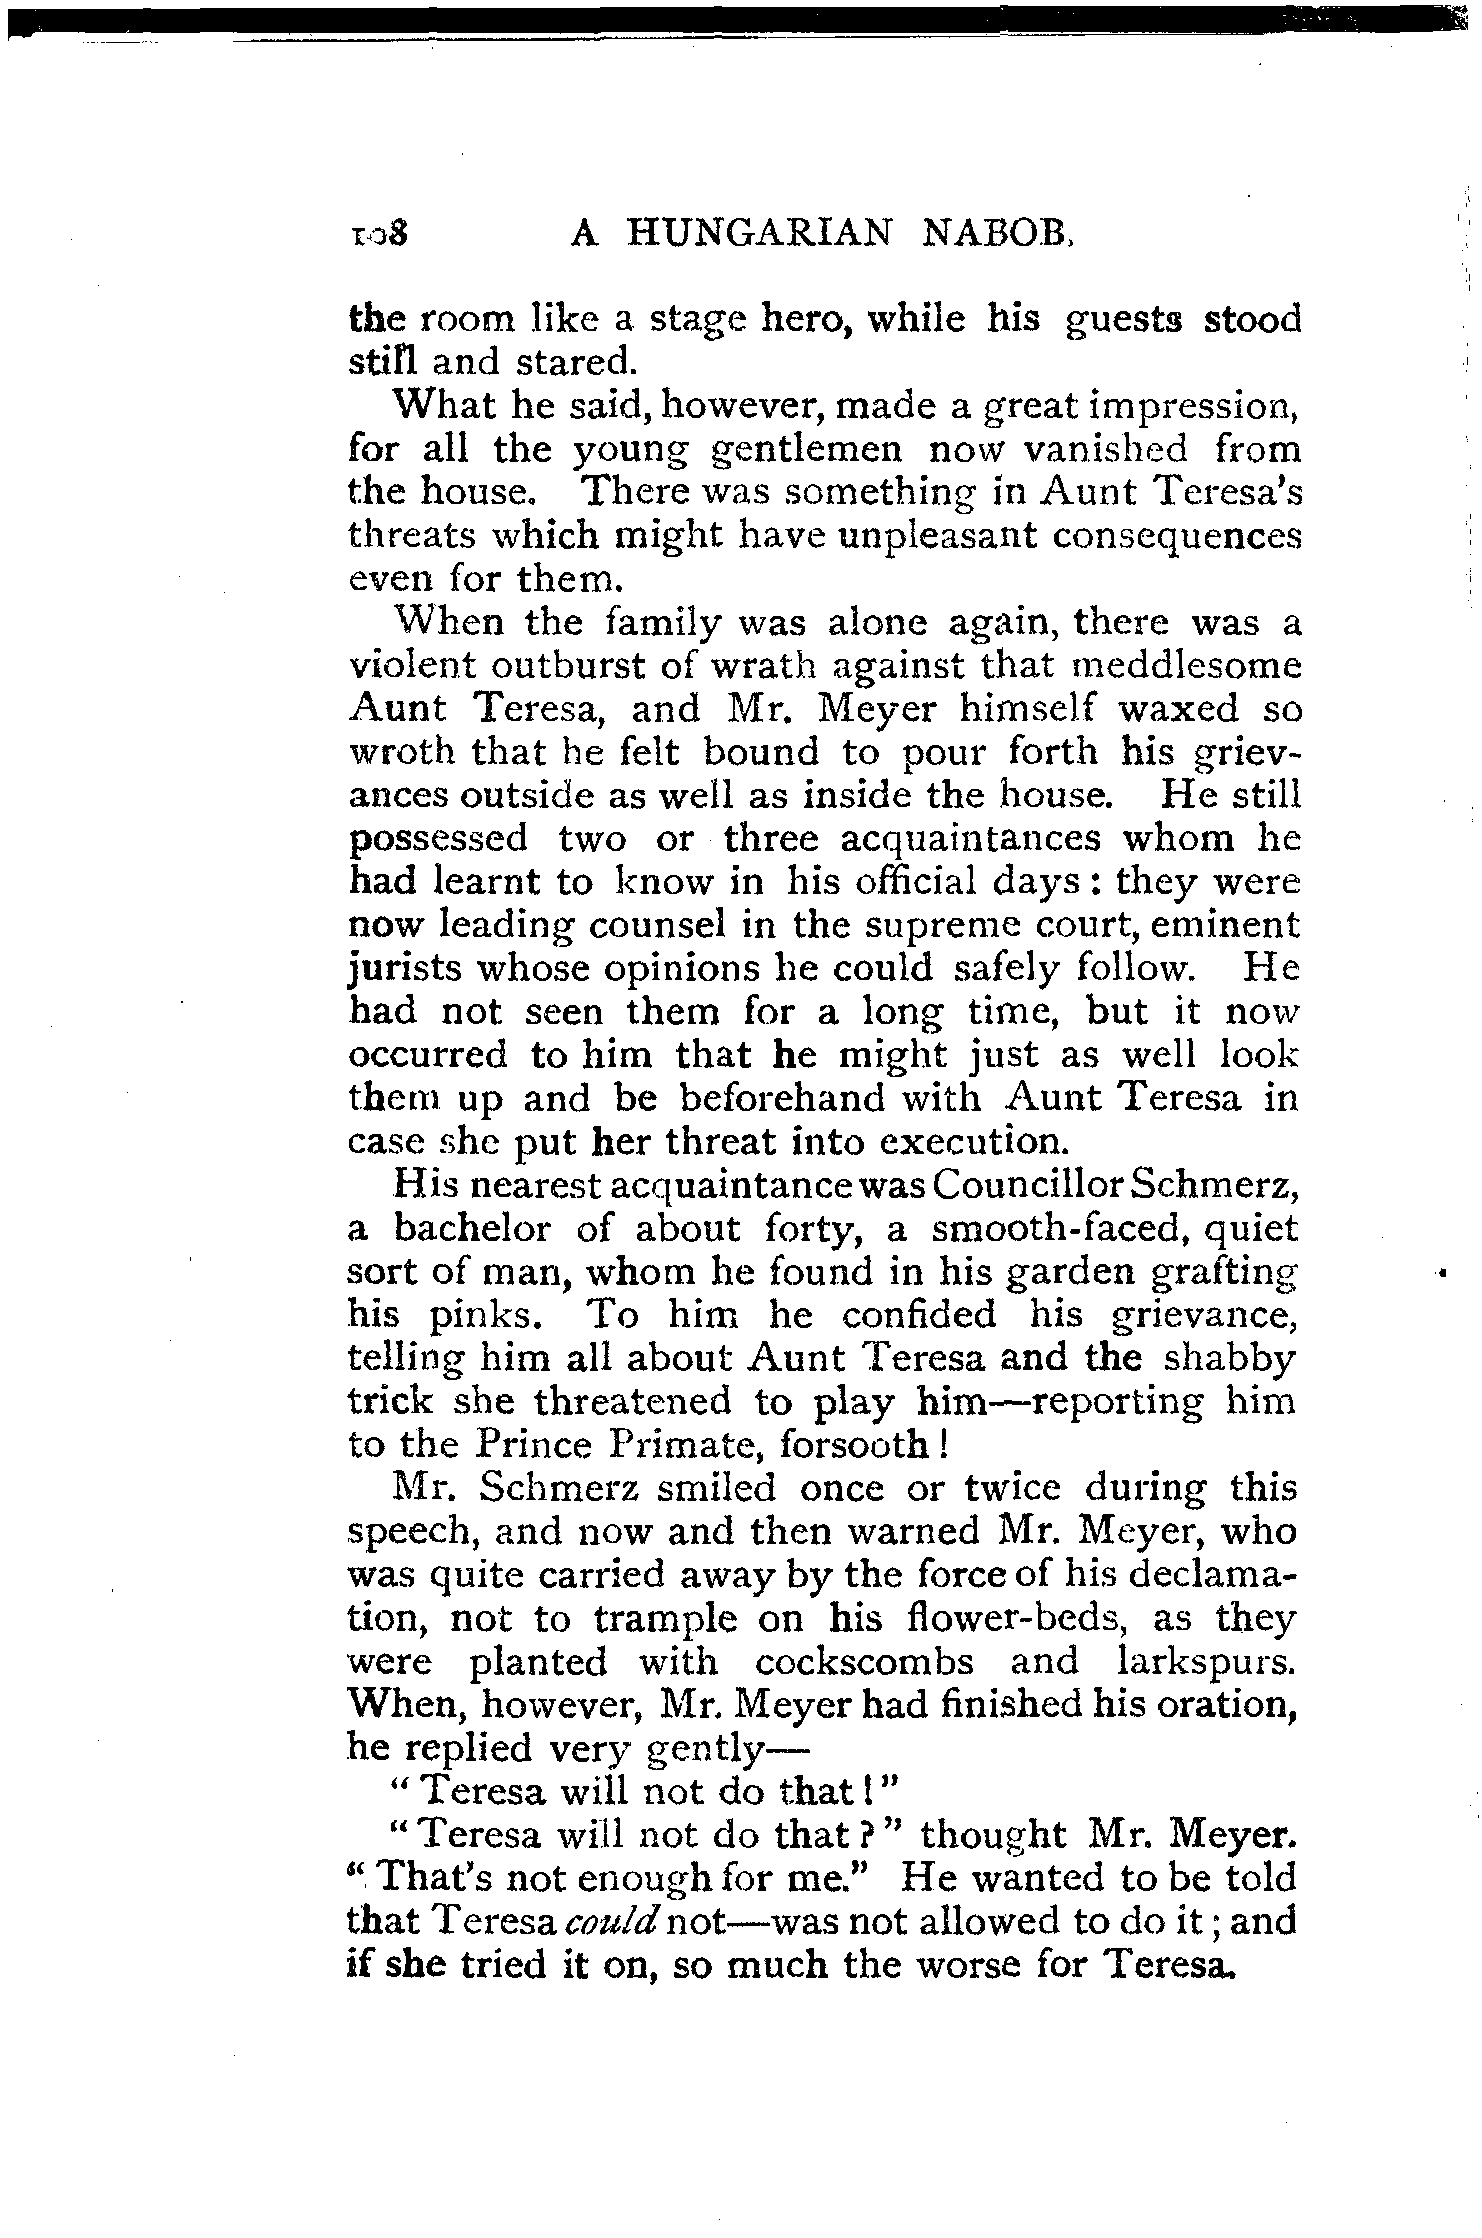 108 A HUNGARIAN NABOB.
the room like a stage hero, while his guests stood
still and stared.
What he said, however, made a great impression,
for all the young gentlemen now vanished from
the house. There was something in Aunt Teresa's
threats which might have unpleasant consequences
even for them.
When the family was alone again, there was a
violent outburst of wrath against that meddlesome
Aunt Teresa, and Mr. Meyer himself waxed so
wroth that he felt bound to pour forth his griev-
ances outside as well as inside the house. He still
possessed two or three acquaintances whom he
had learnt to know in his official days : they were
now leading counsel in the supreme court, eminent
jurists whose opinions he could safely follow. He
had not seen them for a long time, but it now
occurred to him that he might just as well look
them up and be beforehand with Aunt Teresa in
case she put her threat into execution.
His nearest acquaintance was Councillor Schmerz,
a bachelor of about forty, a smooth-faced, quiet
sort of man, whom he found in his garden grafting
his pinks. To him he confided his grievance,
telling him all about Aunt Teresa and the shabby
trick she threatened to play him—reporting him
to the Prince Primate, forsooth !
Mr. Schmerz smiled once or twice during this
speech, and now and then warned Mr. Meyer, who
was quite carried away by the force of his declama-
tion, not to trample on his flower-beds, as they
were planted with cockscombs and larkspurs.
When, however, Mr. Meyer had finished his oration,
he replied very gently—
" Teresa will not do that ! "
" Teresa will not do that ? " thought Mr. Meyer.
" That's not enough for me." He wanted to be told
that Teresa could not—was not allowed to do it ; and
if she tried it on, so much the worse for Teresa.